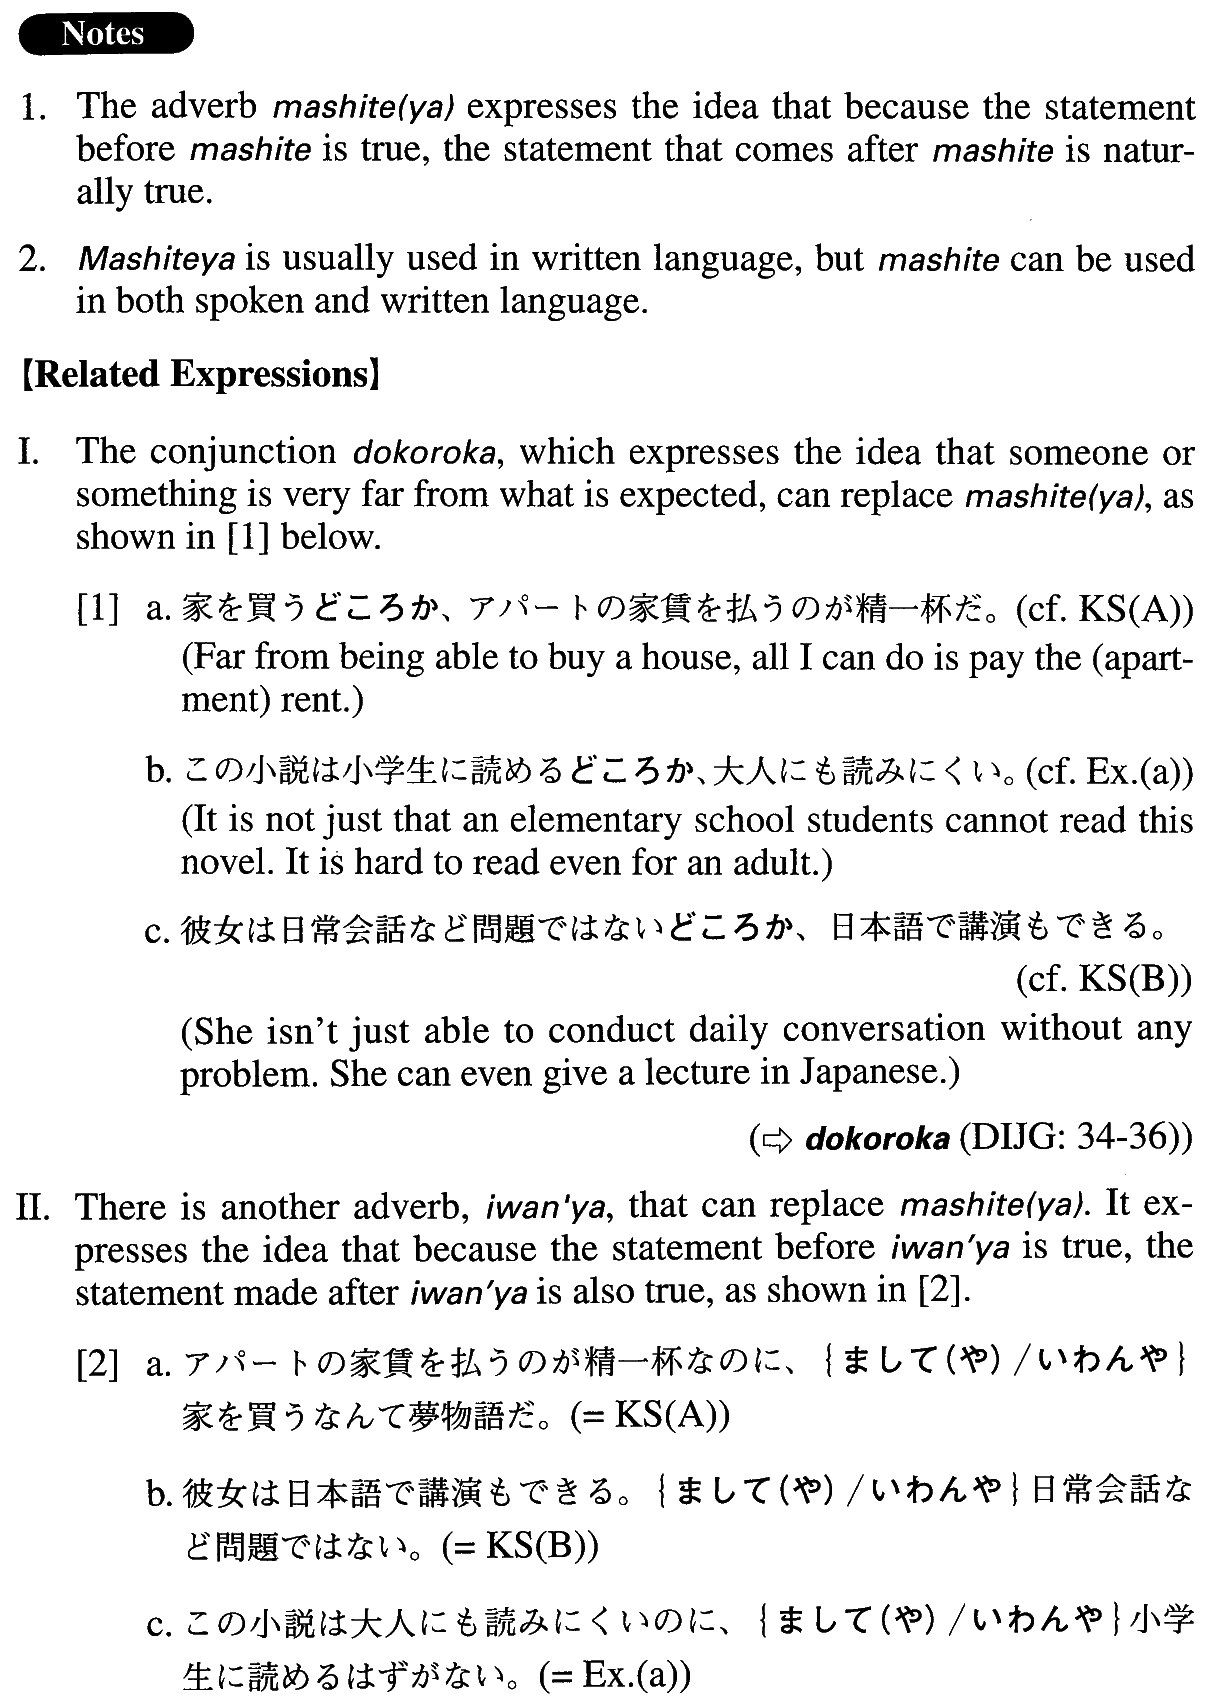 Notes
1. The adverb mashite(ya) expresses the idea that because the statement
before mashite is true, the statement that comes after mashite is natur-
ally true.
2. Mashiteya is usually used in written language, but mashite can be used
in both spoken and written language.
【Related Expressions】
I. The conjunction dokoroka, which expresses the idea that someone or
something is very far from what is expected, can replace mashite(ya), as
shown in [1] below.
[1] a. 家を買うどころか、アパートの家賃を払うのが精一杯だ。(cf. KS(A))
(Far from being able to buy a house, all I can do is pay the (apart-
ment) rent.)
b. この小説は小学生に読めるどころか、大人にも読みにくい。(cf. Ex.(a))
(It is not just that an elementary school students cannot read this
novel. It is hard to read even for an adult.)
c. 彼女は日常会話など問題ではないどころか、日本語で講演もできる。
(cf. KS(B))
(She isn't just able to conduct daily conversation without any
problem. She can even give a lecture in Japanese.)
(⇨ dokoroka (DIJG: 34-36))
II. There is another adverb, iwan'ya, that can replace mashite(ya). It ex-
presses the idea that because the statement before iwan'ya is true, the
statement made after iwan'ya is also true, as shown in [2].
[2] a. アパートの家賃を払うのが精一杯なのに、{まして(や)/いわんや}
家を買うなんて夢物語だ。(= KS(A))
b. 彼女は日本語で講演もできる。{まして(や)/いわんや}日常会話な
ど問題ではない。(= KS(B))
c. この小説は大人にも読みにくいのに、{まして(や)/いわんや}小学
生に読めるはずがない。(= Ex.(a))